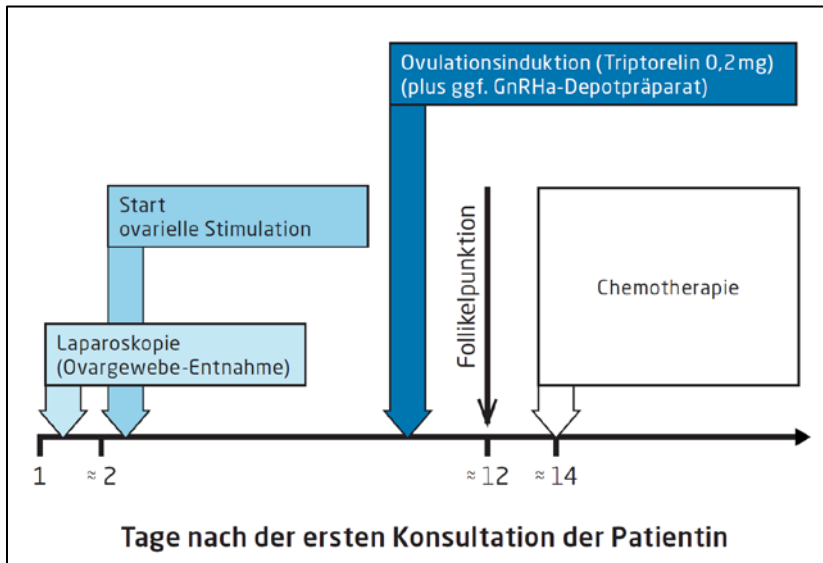 Ovulationsinduktion (Triptorelin 0,2 mg)
(plus ggf. GnRHa-Depotpräparat)
Start
ovarielle Stimulation
Laparoskopie
(Ovargewebe-Entnahme)
Follikelpunktion
Chemotherapie
1
≈ 2
≈ 12
≈ 14
Tage nach der ersten Konsultation der Patientin